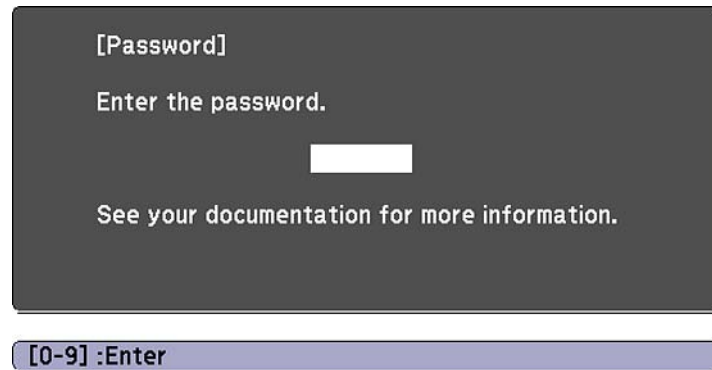 [Password]
Enter the password.
See your documentation for more information.
[0-9] :Enter